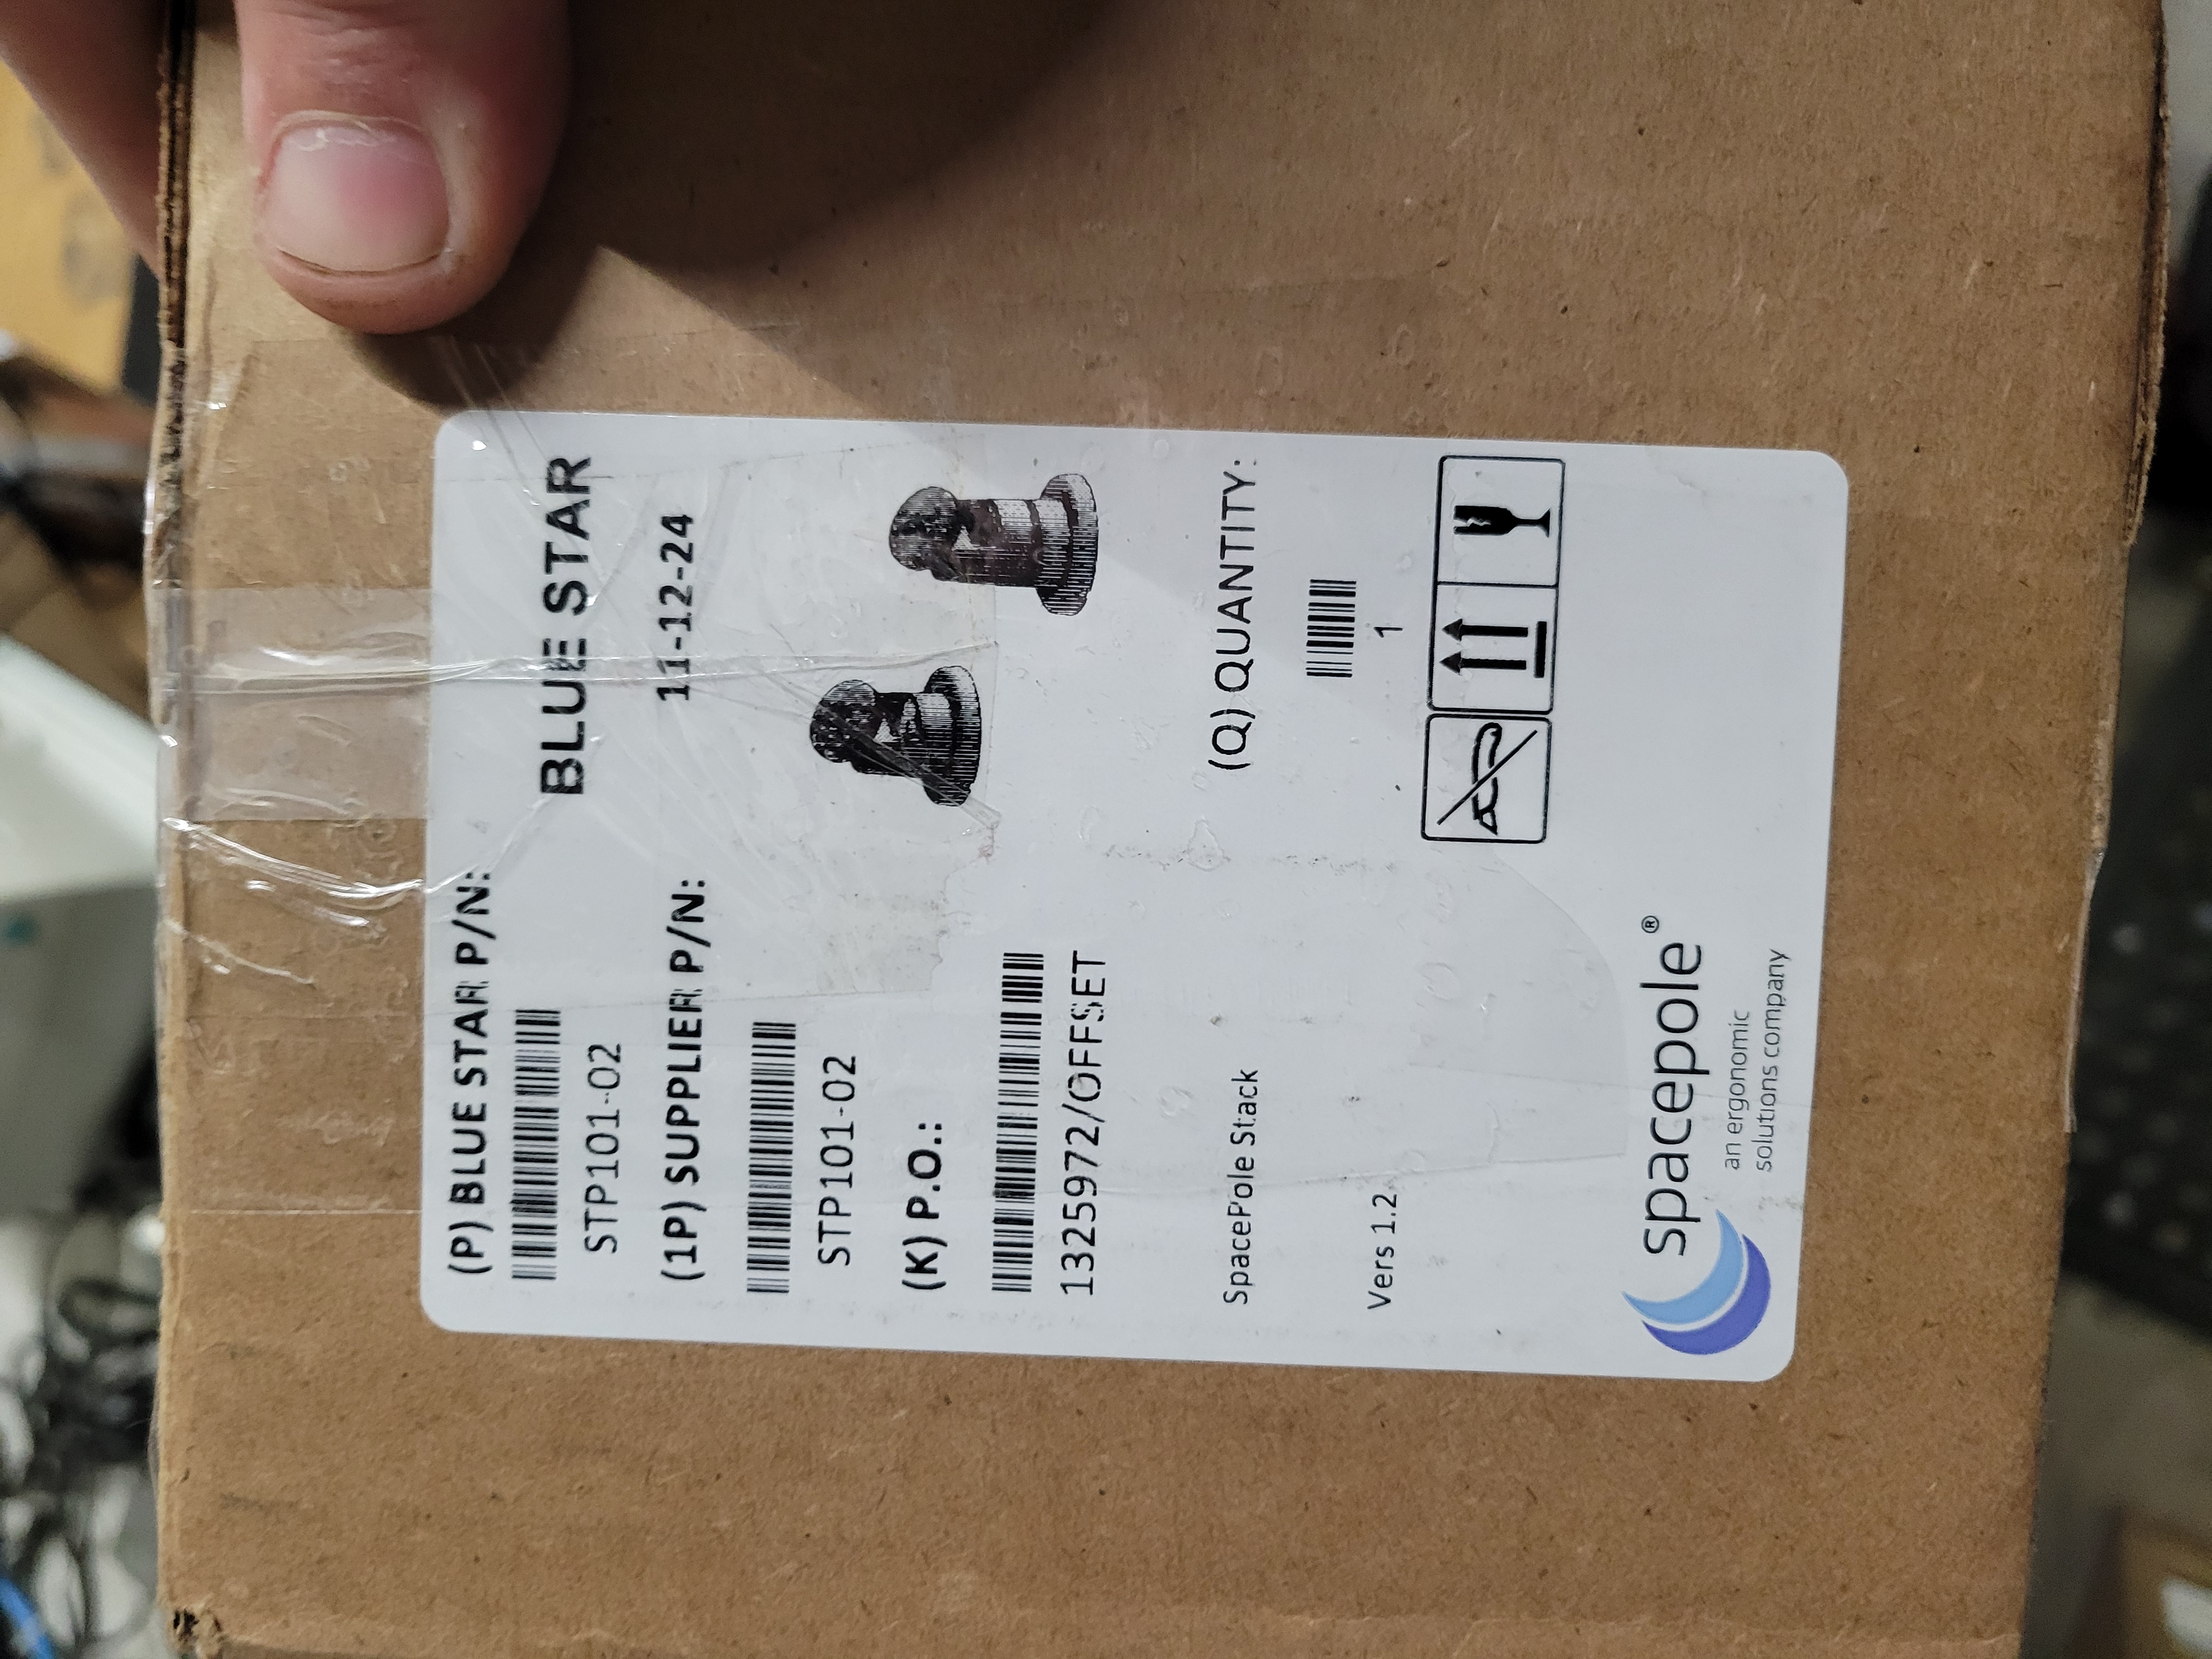 (P) BLUE STAR P/N:
STP101-02
BLUE STAR
11-12-24
(1P) SUPPLIER P/N:
STP101-02
(K) P.O.:
1325972/OFFSET
SpacePole Stack
(Q) QUANTITY:
1
Vers 1.2
spacepole®
an ergonomic
solutions company